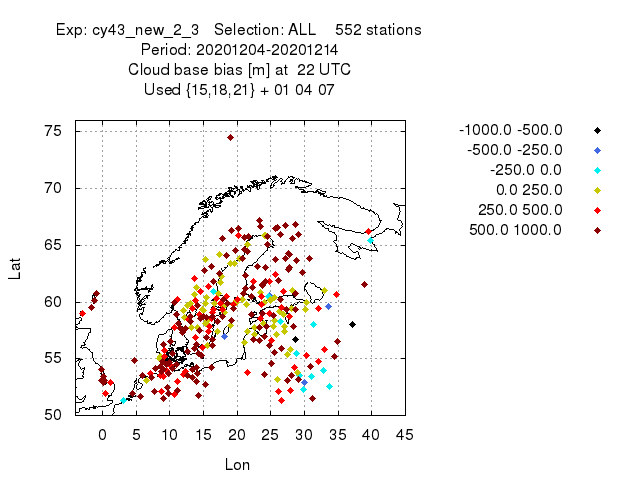 Exp: cy43_new_2_3 Selection: ALL 552 stations
Period: 20201204-20201214
Cloud base bias [m] at 22 UTC
Used {15,18,21} + 01 04 07
-1000.0 -500.0
-500.0 -250.0
-250.0 0.0
0.0 250.0
250.0 500.0
500.0 1000.0
Lat
75
70
65
60
55
50
0 5 10 15 20 25 30 35 40 45
Lon